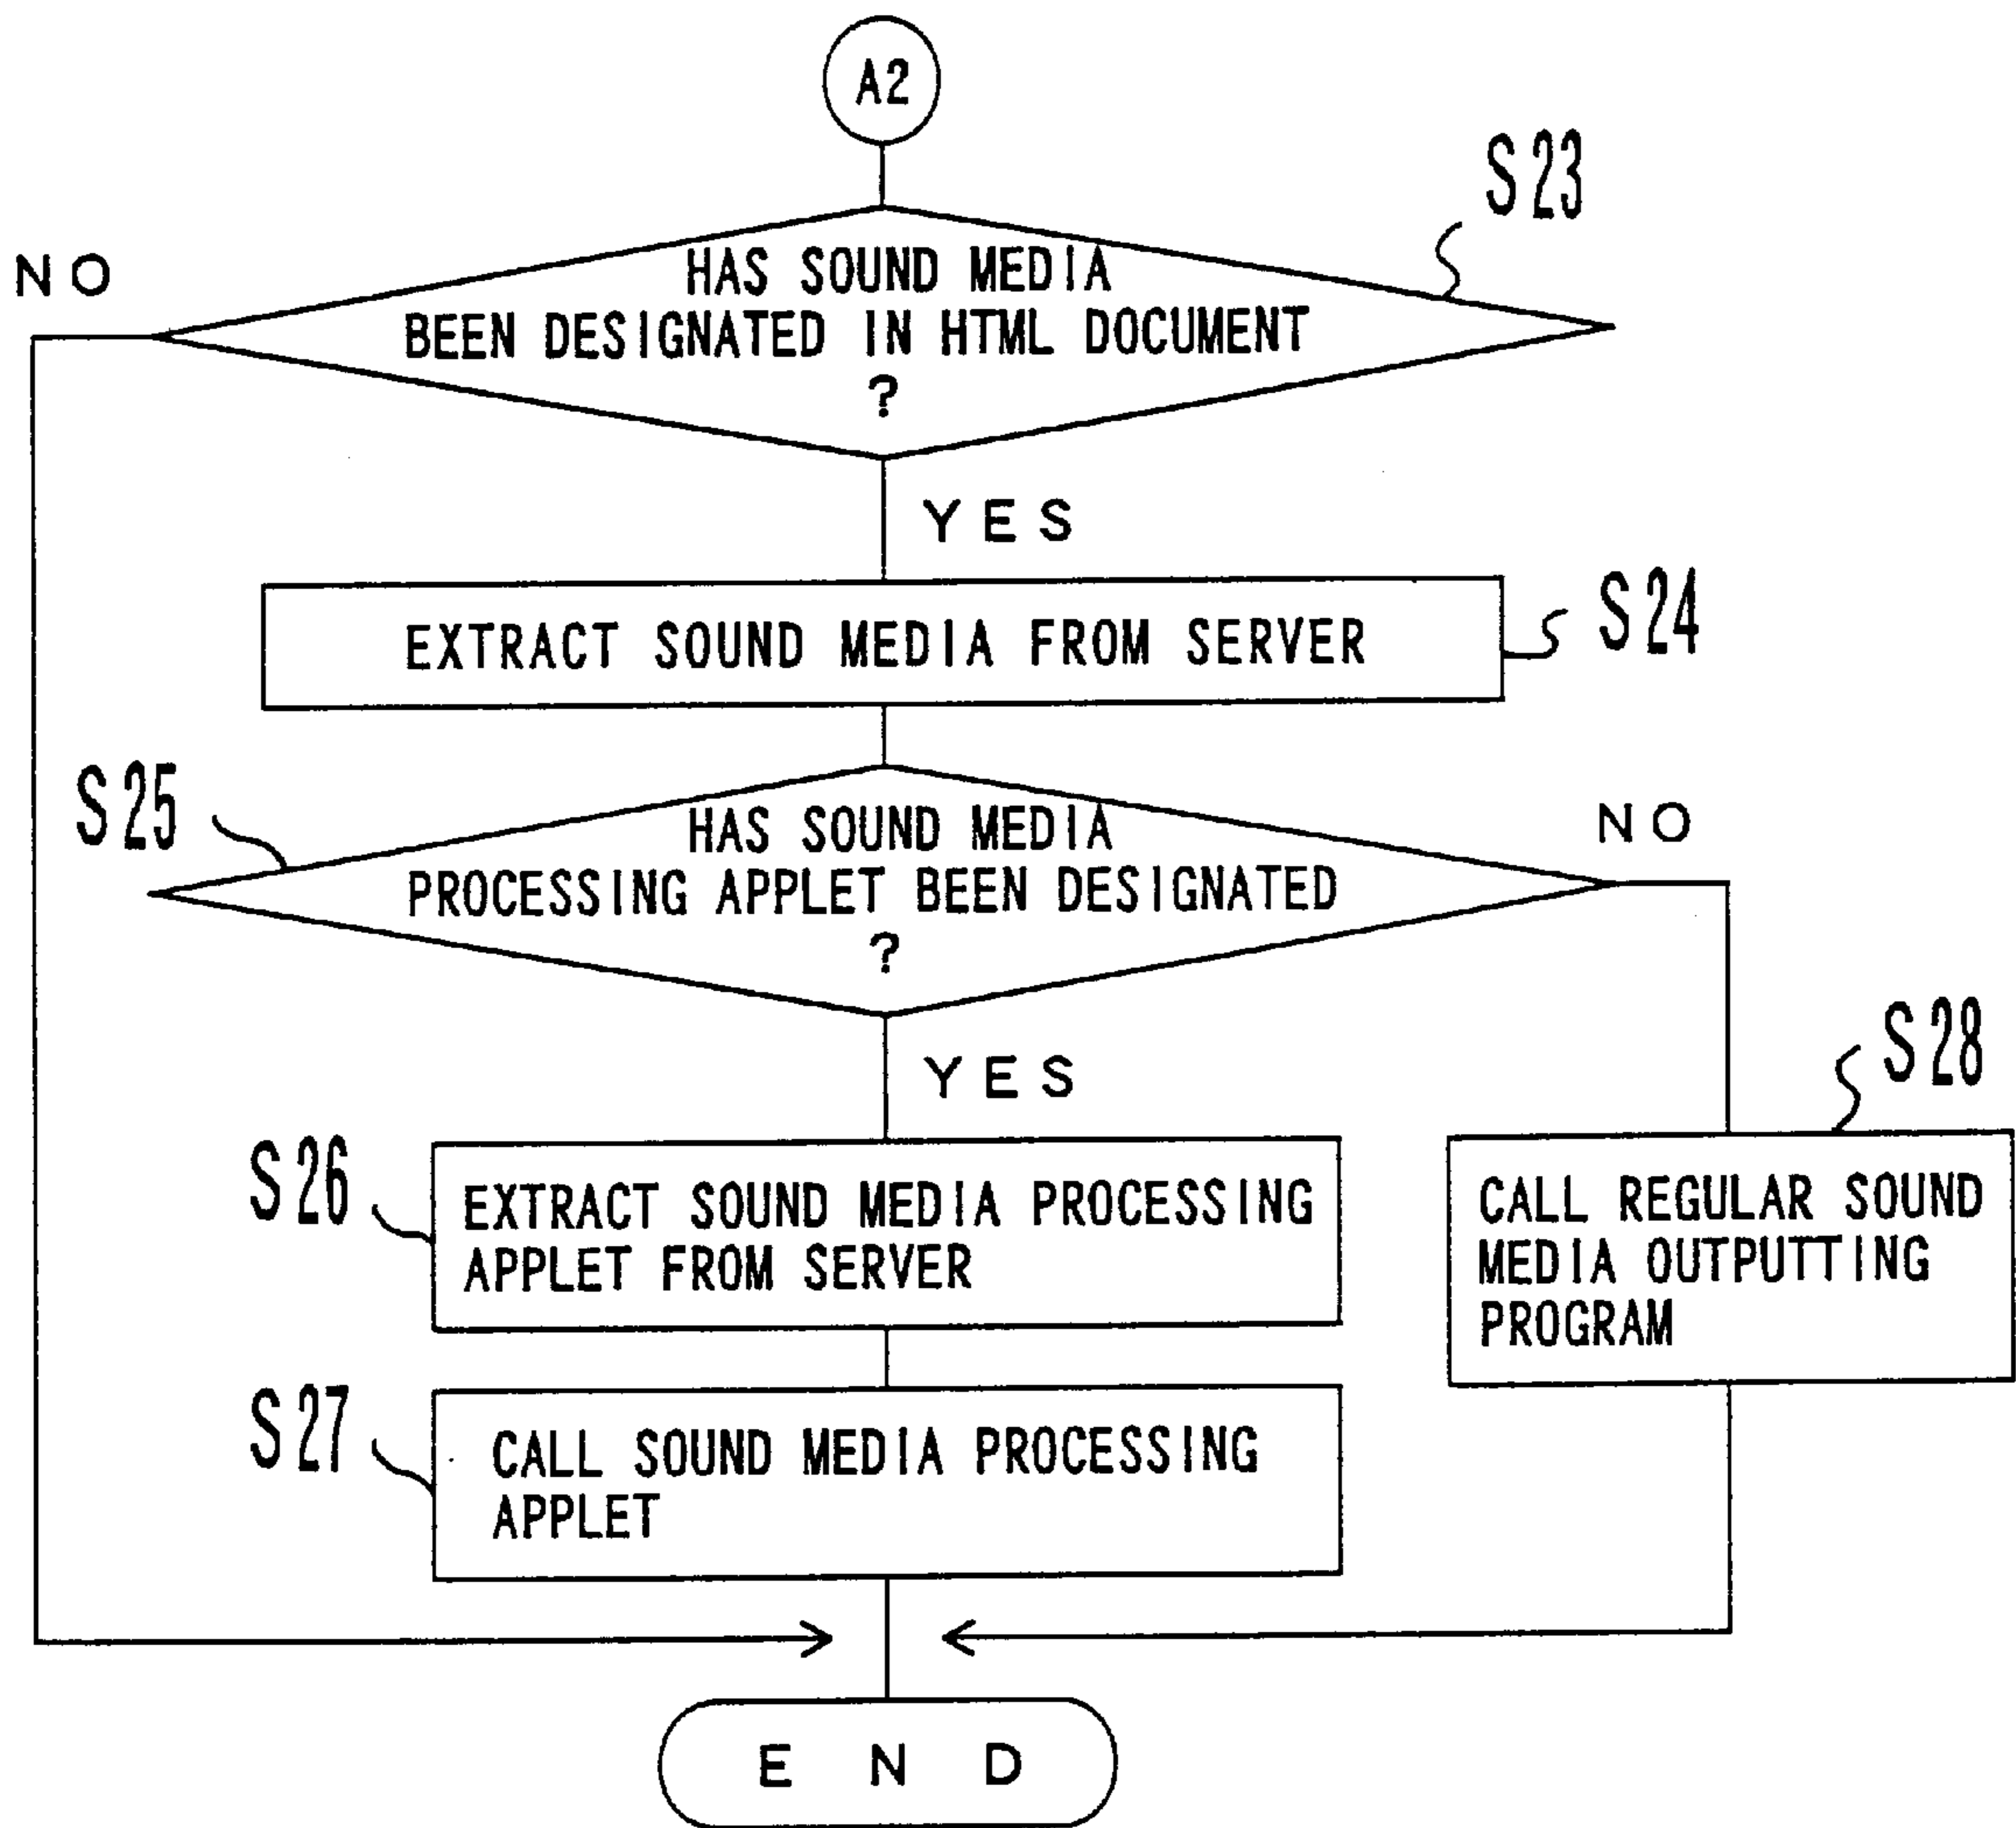 A2
S23
NO
HAS SOUND MEDIA
BEEN DESIGNATED IN HTML DOCUMENT
?
YES
EXTRACT SOUND MEDIA FROM SERVER
S24
S25
HAS SOUND MEDIA
PROCESSING APPLET BEEN DESIGNATED
?
NO
YES
S26
EXTRACT SOUND MEDIA PROCESSING
APPLET FROM SERVER
S28
CALL REGULAR SOUND
MEDIA OUTPUTTING
PROGRAM
S27
CALL SOUND MEDIA PROCESSING
APPLET
END